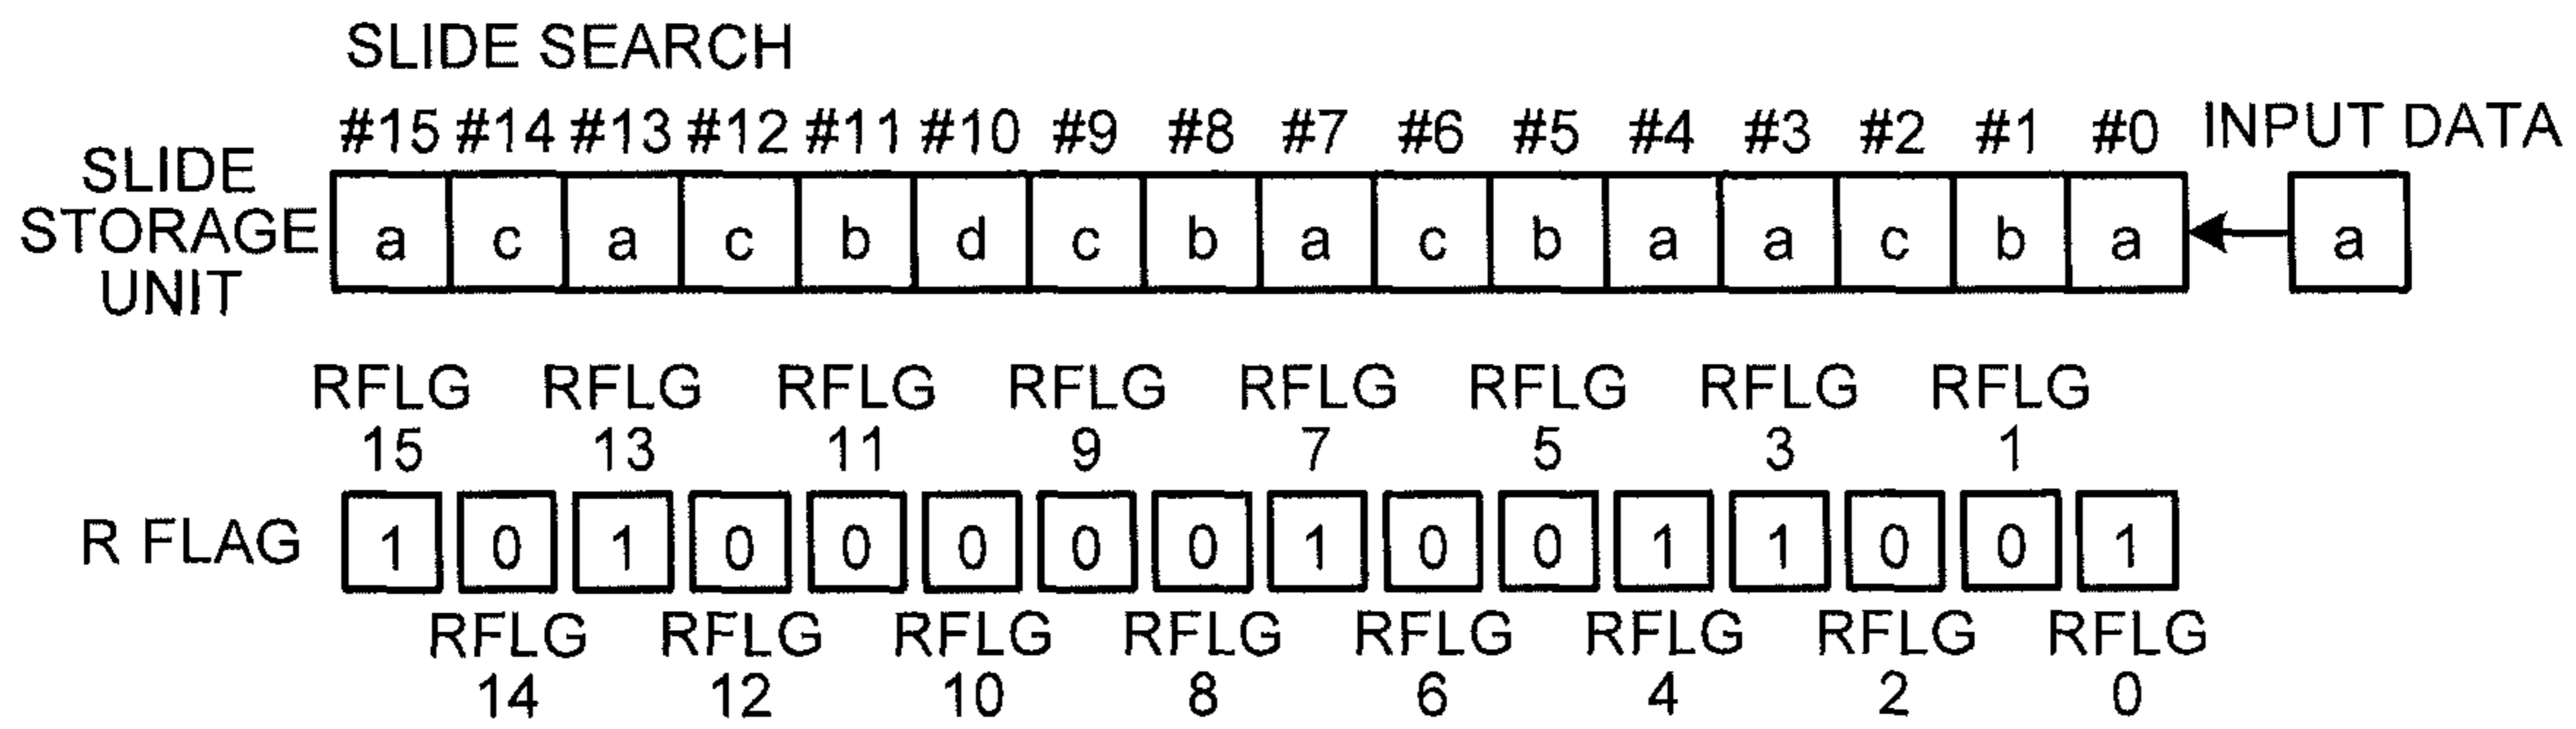 SLIDE SEARCH
#15 #14 #13 #12 #11 #10 #9 #8 #7 #6 #5 #4 #3 #2 #1 #0 INPUT DATA
SLIDE
STORAGE
UNIT
a c a c b d c b a c b a a c b a a
RFLG RFLG RFLG RFLG RFLG RFLG RFLG RFLG
15 13 11 9 7 5 3 1
R FLAG 1 0 1 0 0 0 0 0 1 0 0 1 1 0 0 1
RFLG RFLG RFLG RFLG RFLG RFLG RFLG RFLG
14 12 10 8 6 4 2 0